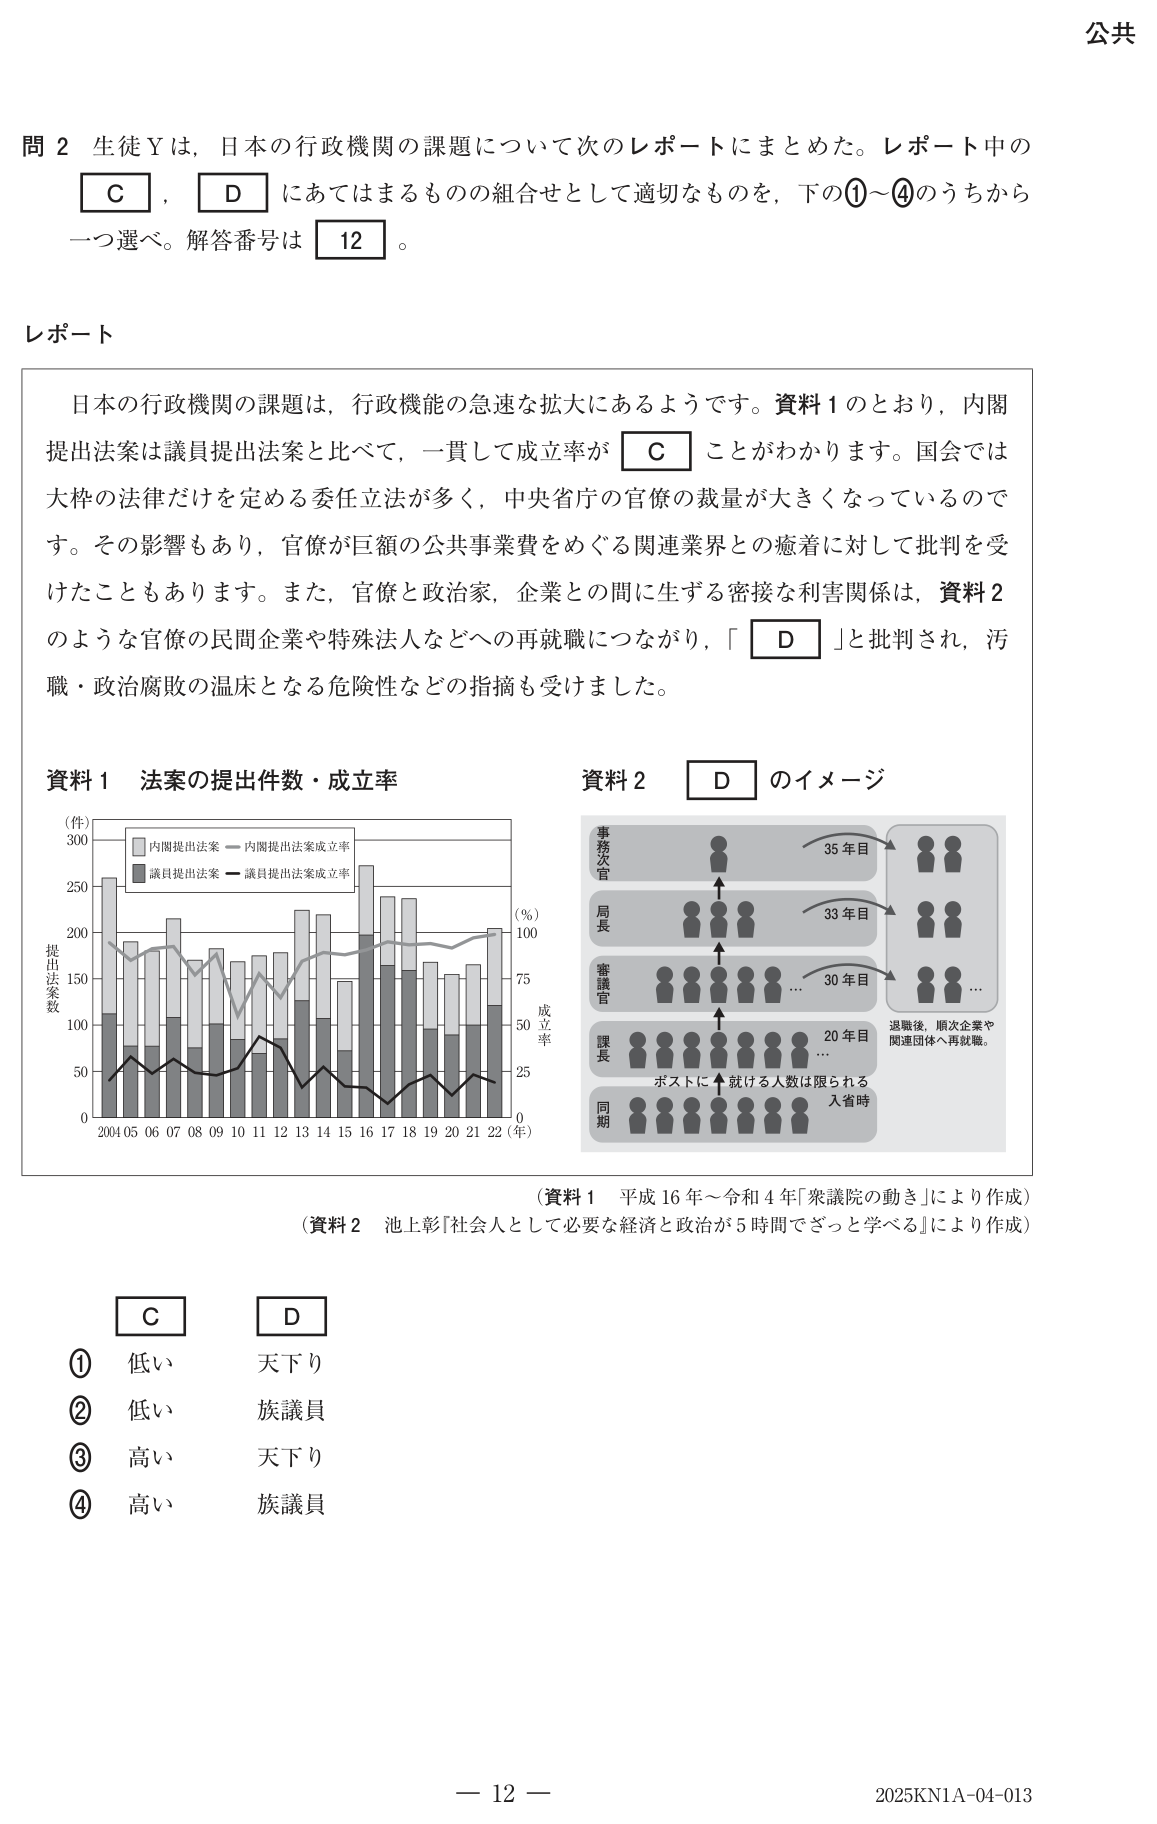 公共
問 2 生徒Ｙは，日本の行政機関の課題について次のレポートにまとめた。レポート中の
C ， D にあてはまるものの組合せとして適切なものを，下の①～④のうちから
一つ選べ。解答番号は 12 。
レポート
日本の行政機関の課題は，行政機能の急速な拡大にあるようです。資料1のとおり，内閣
提出法案は議員提出法案と比べて，一貫して成立率が C ことがわかります。国会では
大枠の法律だけを定める委任立法が多く，中央省庁の官僚の裁量が大きくなっているので
す。その影響もあり，官僚が巨額の公共事業費をめぐる関連業界との癒着に対して批判を受
けたこともあります。また，官僚と政治家，企業との間に生ずる密接な利害関係は，資料2
のような官僚の民間企業や特殊法人などへの再就職につながり，「 D 」と批判され，汚
職・政治腐敗の温床となる危険性などの指摘も受けました。
資料1 法案の提出件数・成立率
(件)
300
250
200
150
100
50
0
提出法案数
内閣提出法案 内閣提出法案成立率
議員提出法案 議員提出法案成立率
(%)
100
75
50
25
0
成立率
2004 05 06 07 08 09 10 11 12 13 14 15 16 17 18 19 20 21 22 (年)
資料2 D のイメージ
事務次官
35年目
局長
33年目
審議官
… 30年目
…
課長
20年目
…
退職後，順次企業や
関連団体へ再就職。
ポストに就ける人数は限られる
同期
入省時
(資料1 平成16年～令和4年「衆議院の動き」により作成)
(資料2 池上彰『社会人として必要な経済と政治が5時間でざっと学べる』により作成)
C D
① 低い 天下り
② 低い 族議員
③ 高い 天下り
④ 高い 族議員
― 12 ―
2025KN1A-04-013